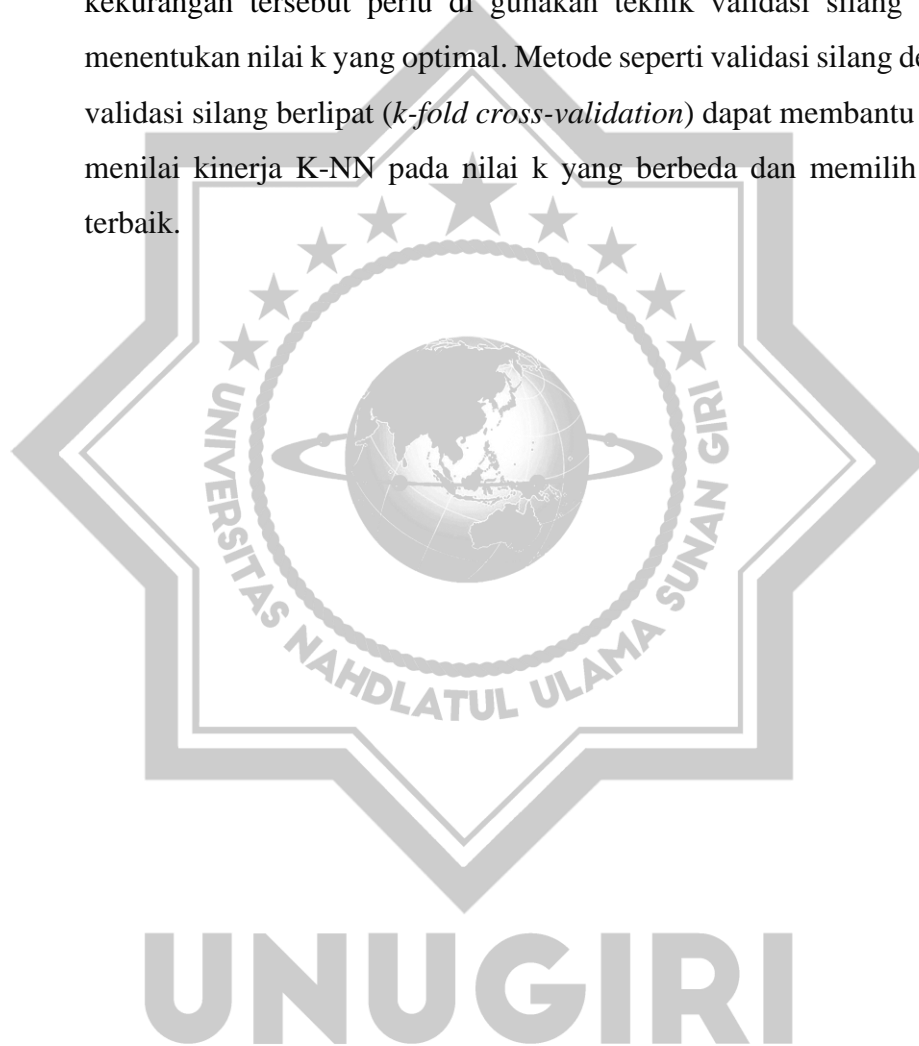 kekurangan tersebut perlu di gunakan teknik validasi silang
menentukan nilai k yang optimal. Metode seperti validasi silang
validasi silang berlipat (k-fold cross-validation) dapat membantu
menilai kinerja K-NN pada nilai k yang berbeda dan memilih
terbaik.
UNIVERSITAS NAHDLATUL ULAMA SUNAN GIRI
UNUGIRI